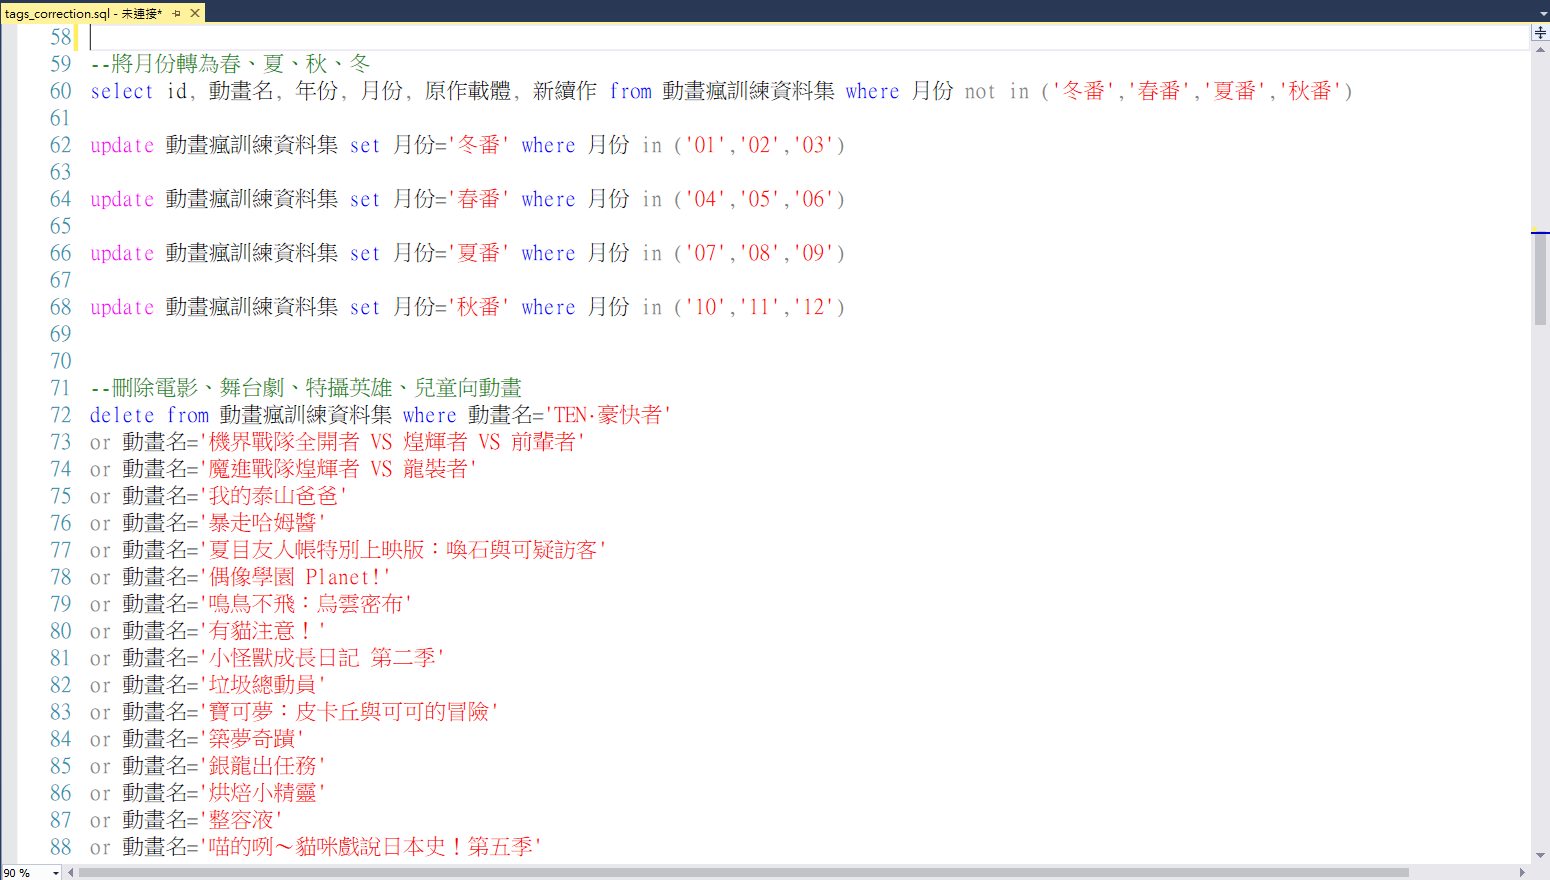 tags_correction.sql - 未連接*
58
59 --將月份轉為春、夏、秋、冬
60 select id, 動畫名, 年份, 月份, 原作載體, 新續作 from 動畫瘋訓練資料集 where 月份 not in ('冬番','春番','夏番','秋番')
61
62 update 動畫瘋訓練資料集 set 月份='冬番' where 月份 in ('01','02','03')
63
64 update 動畫瘋訓練資料集 set 月份='春番' where 月份 in ('04','05','06')
65
66 update 動畫瘋訓練資料集 set 月份='夏番' where 月份 in ('07','08','09')
67
68 update 動畫瘋訓練資料集 set 月份='秋番' where 月份 in ('10','11','12')
69
70
71 --刪除電影、舞台劇、特攝英雄、兒童向動畫
72 delete from 動畫瘋訓練資料集 where 動畫名='TEN·豪快者'
73 or 動畫名='機界戰隊全開者 VS 煌輝者 VS 前輩者'
74 or 動畫名='魔進戰隊煌輝者 VS 龍裝者'
75 or 動畫名='我的泰山爸爸'
76 or 動畫名='暴走哈姆醬'
77 or 動畫名='夏目友人帳特別上映版：喚石與可疑訪客'
78 or 動畫名='偶像學園 Planet!'
79 or 動畫名='鳴鳥不飛：烏雲密布'
80 or 動畫名='有貓注意！'
81 or 動畫名='小怪獸成長日記 第二季'
82 or 動畫名='垃圾總動員'
83 or 動畫名='寶可夢：皮卡丘與可可的冒險'
84 or 動畫名='築夢奇蹟'
85 or 動畫名='銀龍出任務'
86 or 動畫名='烘焙小精靈'
87 or 動畫名='整容液'
88 or 動畫名='喵的咧～貓咪戲說日本史！第五季'
90 %